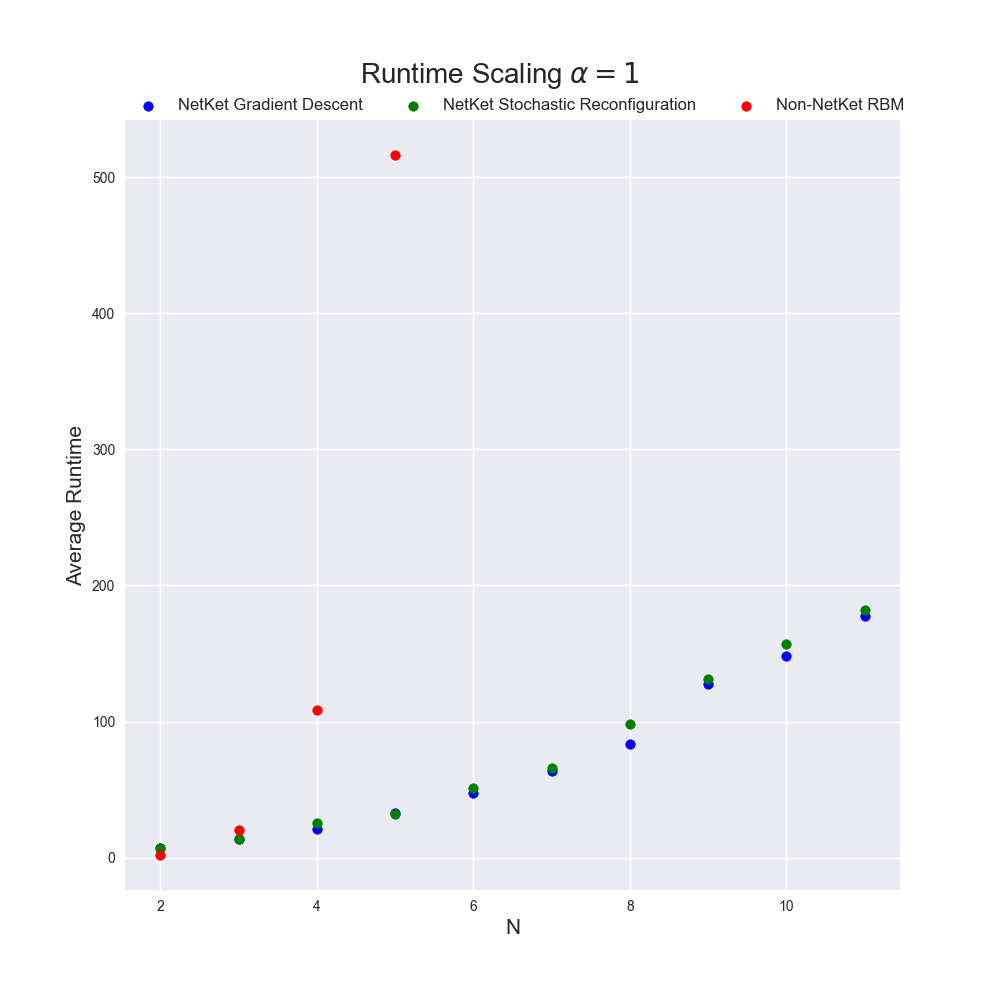 Runtime Scaling α = 1
NetKet Gradient Descent NetKet Stochastic Reconfiguration Non-NetKet RBM
500
400
300
200
100
0
Average Runtime
2 4 6 8 10
N